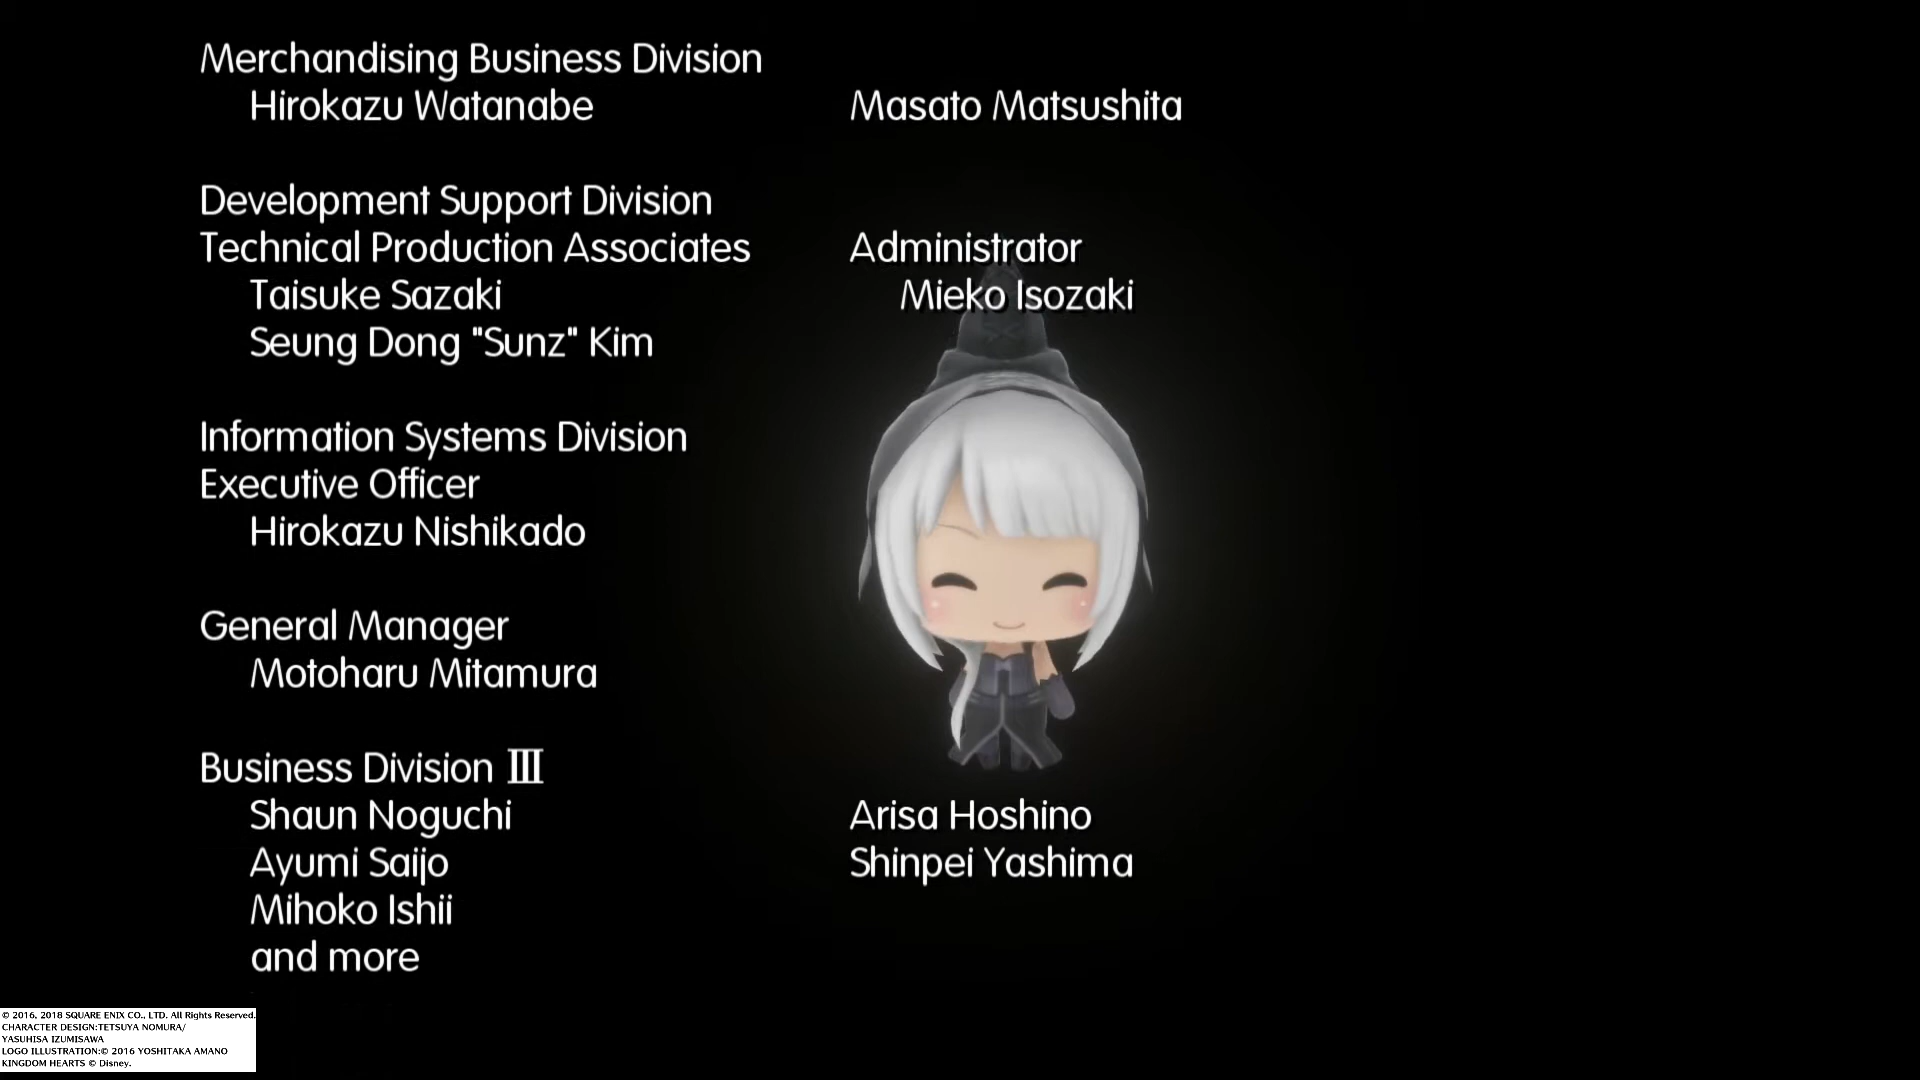 Merchandising Business Division
Hirokazu Watanabe
Masato Matsushita
Development Support Division
Technical Production Associates
Taisuke Sazaki
Seung Dong "Sunz" Kim
Administrator
Mieko Isozaki
Information Systems Division
Executive Officer
Hirokazu Nishikado
General Manager
Motoharu Mitamura
Business Division Ⅲ
Shaun Noguchi
Ayumi Saijo
Mihoko Ishii
and more
Arisa Hoshino
Shinpei Yashima
© 2016, 2018 SQUARE ENIX CO., LTD. All Rights Reserved.
CHARACTER DESIGN:TETSUYA NOMURA/
YASUHISA IZUMISAWA
LOGO ILLUSTRATION:© 2016 YOSHITAKA AMANO
KINGDOM HEARTS © Disney.